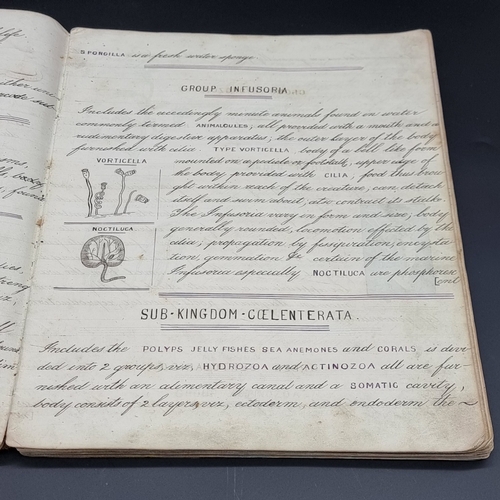 life.
SPONGILLA is a fresh water sponge
GROUP INFUSORIA
Includes the exceedingly minute animals found in water
commonly termed ANIMALCULES, all provided with a mouth and a
rudimentary digestive apparatus, the outer layer of the body
furnished with cilia. TYPE VORTICELLA body of a bell like form
VORTICELLA
mounted on a pedicle or footstalk, upper edge of
the body provided with CILIA, food thus brou
ght within reach of the creature, can detach
itself and swim about, also contract its stalk.
The Infusoria vary in form and size, body
NOCTILUCA
generally rounded, locomotion effected by the
cilia, propagation by fissuration, encysta-
tion, gemmation & certain of the marine
Infusoria especially NOCTILUCA are phosphores
[ent
SUB-KINGDOM-CŒLENTERATA.
Includes the POLYPS JELLY FISHES SEA ANEMONES and CORALS is divi
ded into 2 groups, viz, HYDROZOA and ACTINOZOA all are fur-
nished with an alimentary canal and a SOMATIC cavity,
body consists of 2 layers, viz, ectoderm, and endoderm the